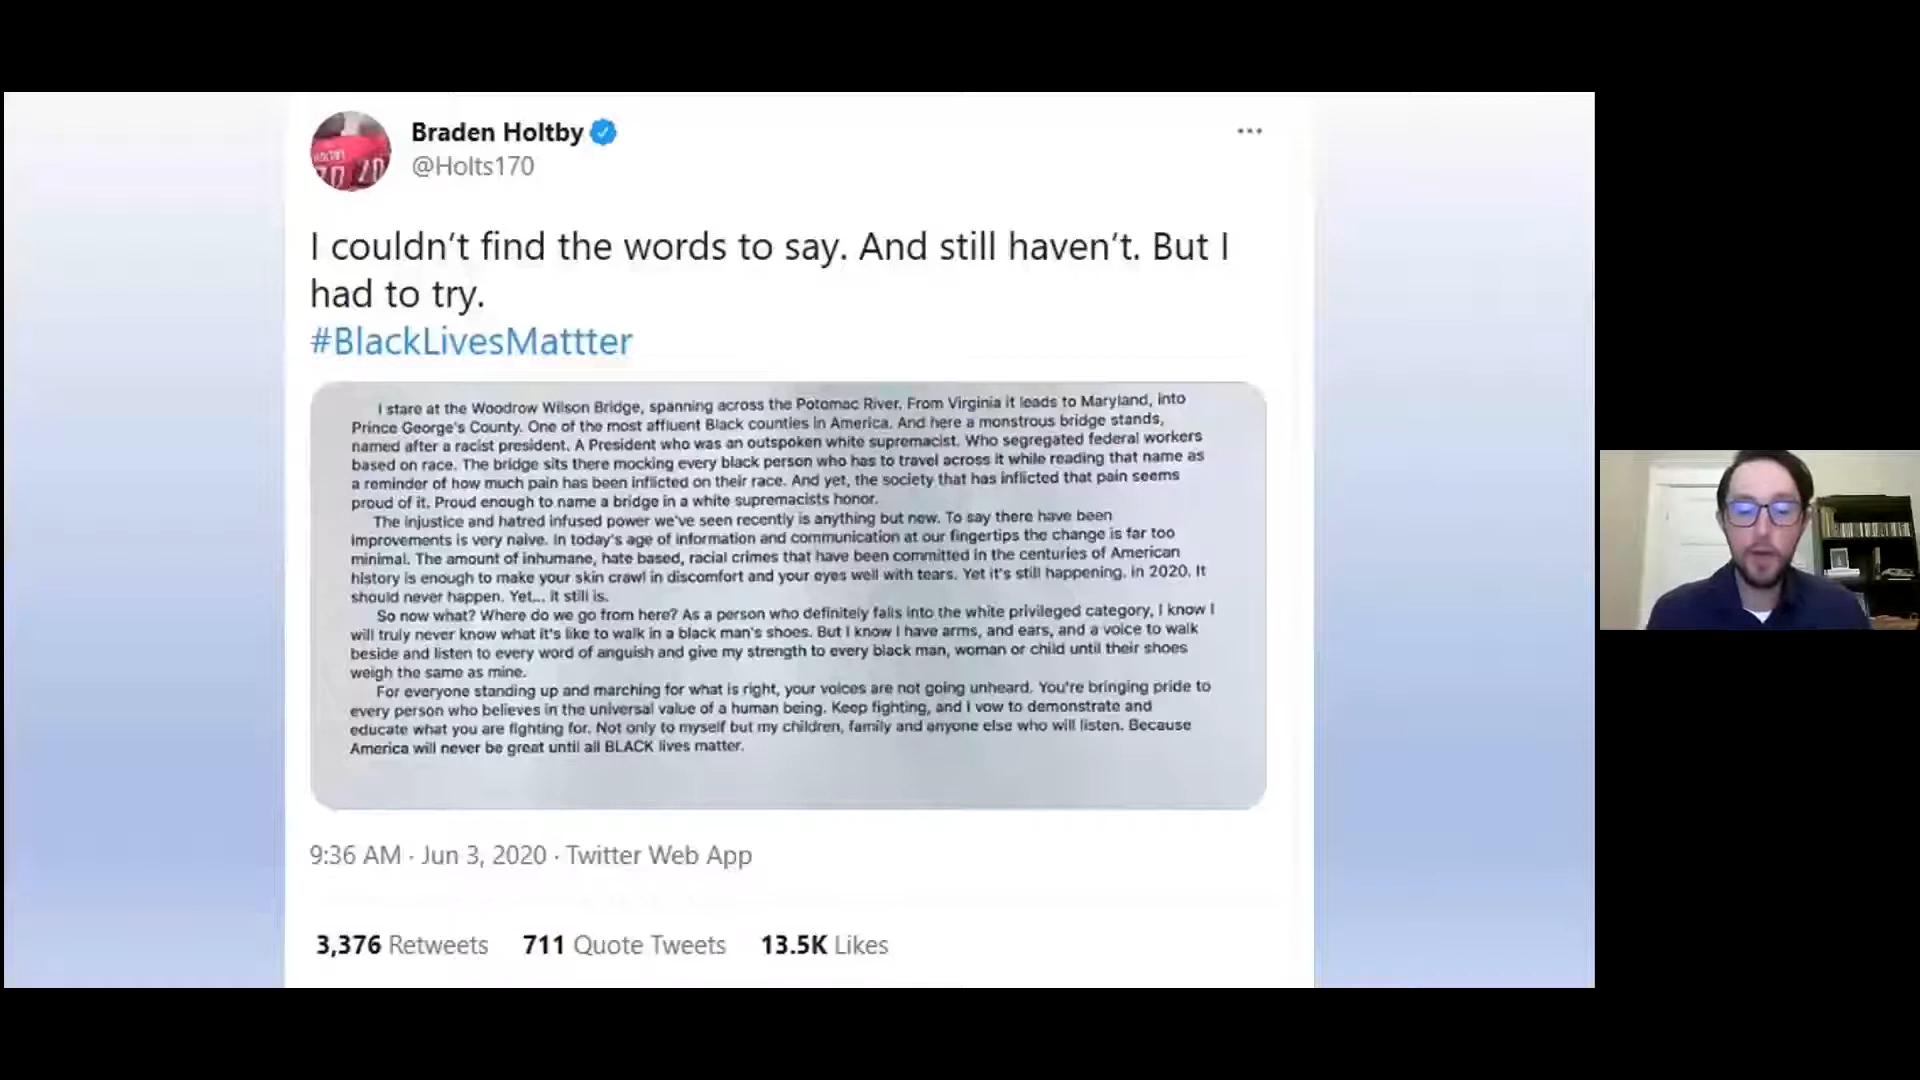 Braden Holtby
@Holts170
I couldn't find the words to say. And still haven't. But I
had to try.
#BlackLivesMattter
I stare at the Woodrow Wilson Bridge, spanning across the Potomac River. From Virginia it leads to Maryland, into
Prince George's County. One of the most affluent Black counties in America. And here a monstrous bridge stands,
named after a racist president. A President who was an outspoken white supremacist. Who segregated federal workers
based on race. The bridge sits there mocking every black person who has to travel across it while reading that name as
a reminder of how much pain has been inflicted on their race. And yet, the society that has inflicted that pain seems
proud of it. Proud enough to name a bridge in a white supremacists honor.
The injustice and hatred infused power we've seen recently is anything but new. To say there have been
improvements is very naive. In today's age of information and communication at our fingertips the change is far too
minimal. The amount of inhumane, hate based, racial crimes that have been committed in the centuries of American
history is enough to make your skin crawl in discomfort and your eyes well with tears. Yet it's still happening. In 2020. It
should never happen. Yet... it still is.
So now what? Where do we go from here? As a person who definitely falls into the white privileged category, I know I
will truly never know what it's like to walk in a black man's shoes. But I know I have arms, and ears, and a voice to walk
beside and listen to every word of anguish and give my strength to every black man, woman or child until their shoes
weigh the same as mine.
For everyone standing up and marching for what is right, your voices are not going unheard. You're bringing pride to
every person who believes in the universal value of a human being. Keep fighting, and I vow to demonstrate and
educate what you are fighting for. Not only to myself but my children, family and anyone else who will listen. Because
America will never be great until all BLACK lives matter.
9:36 AM · Jun 3, 2020 · Twitter Web App
3,376 Retweets 711 Quote Tweets 13.5K Likes